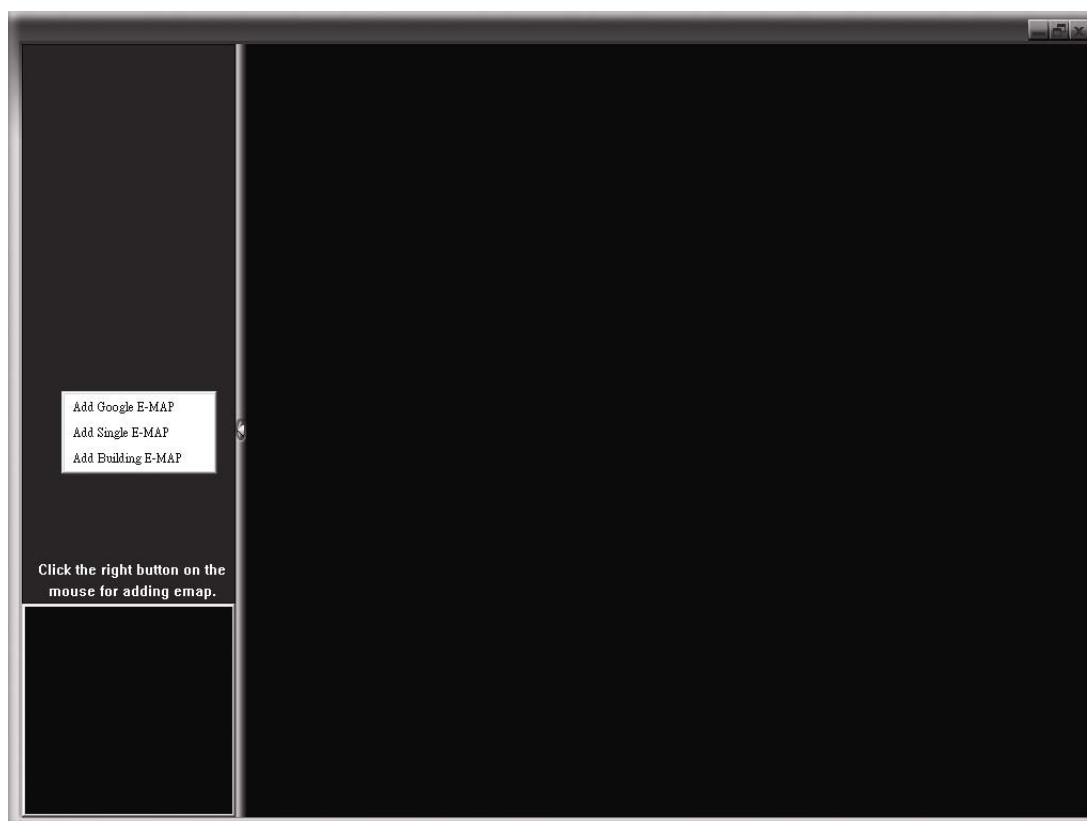 Add Google E-MAP
Add Single E-MAP
Add Building E-MAP
Click the right button on the
mouse for adding emap.